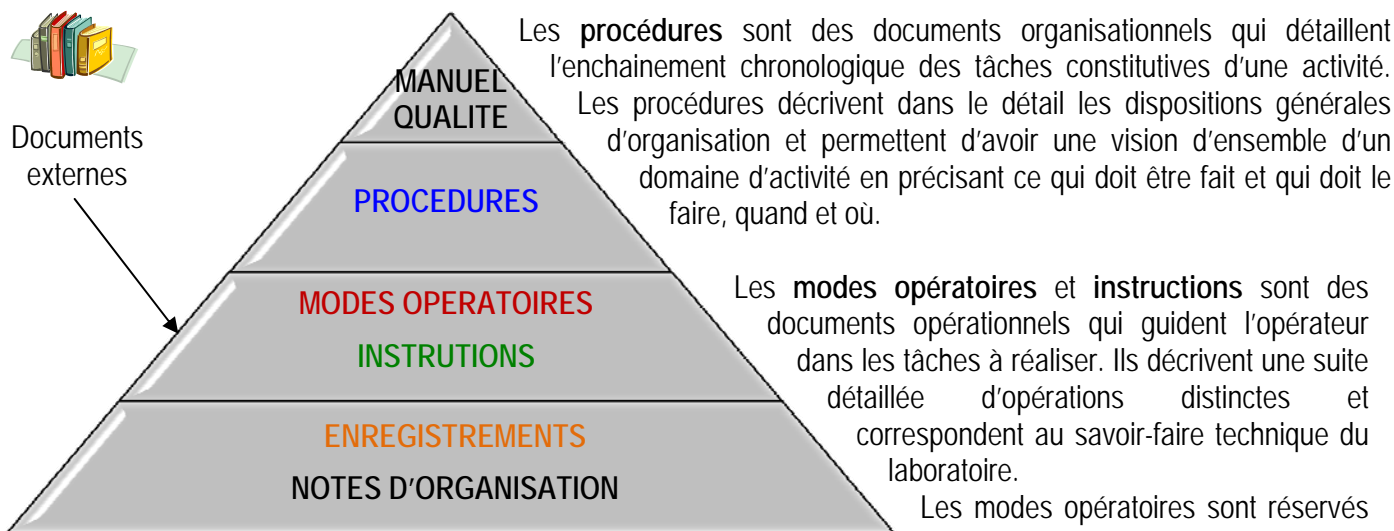 Documents
externes
MANUEL
QUALITE
PROCEDURES
MODES OPERATOIRES
INSTRUTIONS
ENREGISTREMENTS
NOTES D'ORGANISATION
Les procédures sont des documents organisationnels qui détaillent
l'enchainement chronologique des tâches constitutives d'une activité.
Les procédures décrivent dans le détail les dispositions générales
d'organisation et permettent d'avoir une vision d'ensemble d'un
domaine d'activité en précisant ce qui doit être fait et qui doit le
faire, quand et où.
Les modes opératoires et instructions sont des
documents opérationnels qui guident l'opérateur
dans les tâches à réaliser. Ils décrivent une suite
détaillée d'opérations distinctes et
correspondent au savoir-faire technique du
laboratoire.
Les modes opératoires sont réservés